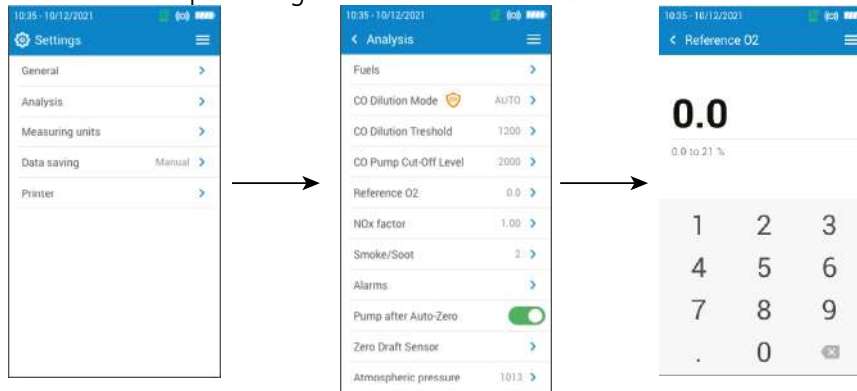 10:35 - 10/12/2021
Settings
General
Analysis
Measuring units
Data saving Manual
Printer
10:35 - 10/12/2021
Analysis
Fuels
CO Dilution Mode AUTO
CO Dilution Treshold 1200
CO Pump Cut-Off Level 2000
Reference O2 0.0
NOx factor 1.00
Smoke/Soot 2
Alarms
Pump after Auto-Zero
Zero Draft Sensor
Atmospheric pressure 1013
10:35 - 10/12/2021
Reference O2
0.0
0.0 to 21 %
1 2 3
4 5 6
7 8 9
. 0